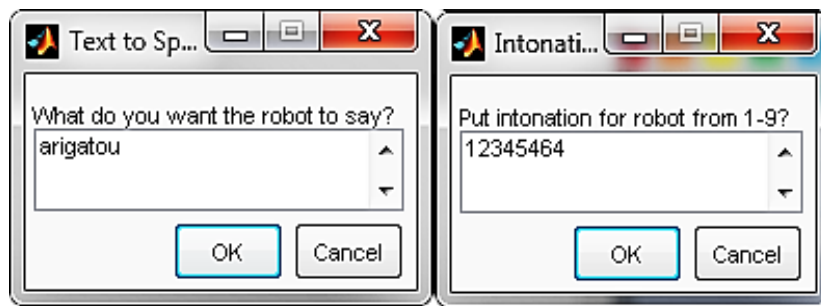 Text to Sp...
What do you want the robot to say?
arigatou
OK
Cancel
Intonati...
Put intonation for robot from 1-9?
12345464
OK
Cancel